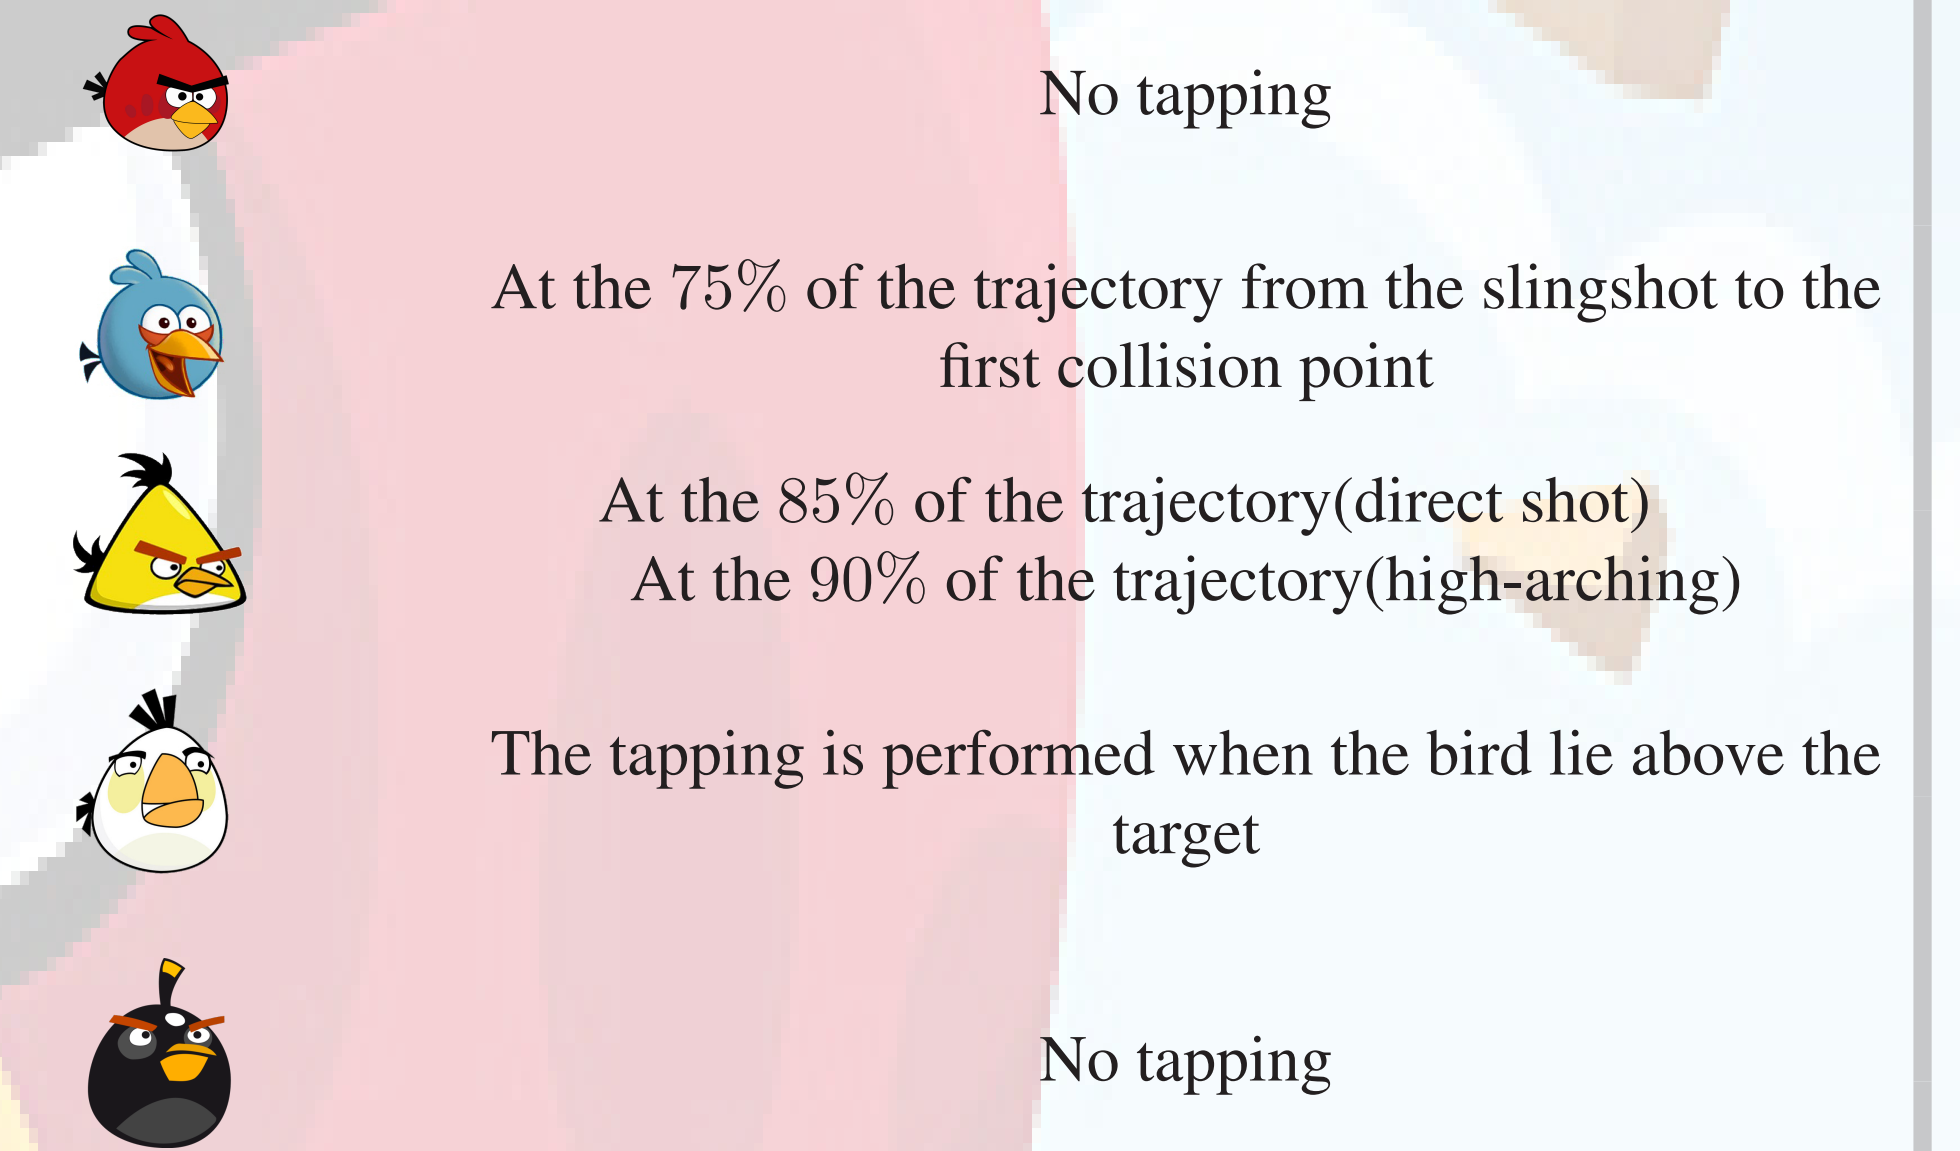 No tapping
At the 75% of the trajectory from the slingshot to the
first collision point
At the 85% of the trajectory(direct shot)
At the 90% of the trajectory(high-arching)
The tapping is performed when the bird lie above the
target
No tapping